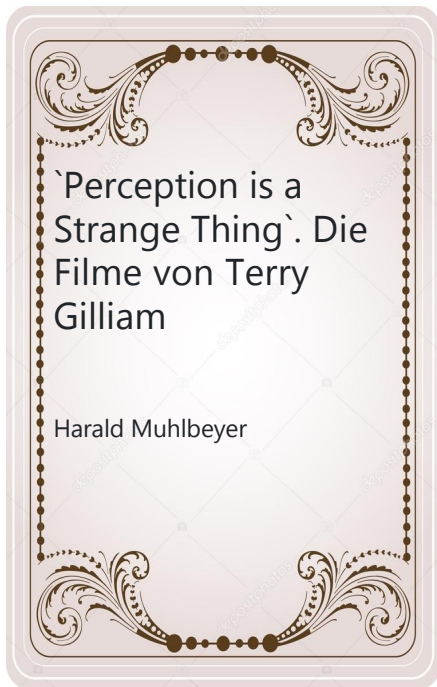 `Perception is a
Strange Thing`. Die
Filme von Terry
Gilliam
Harald Muhlbeyer